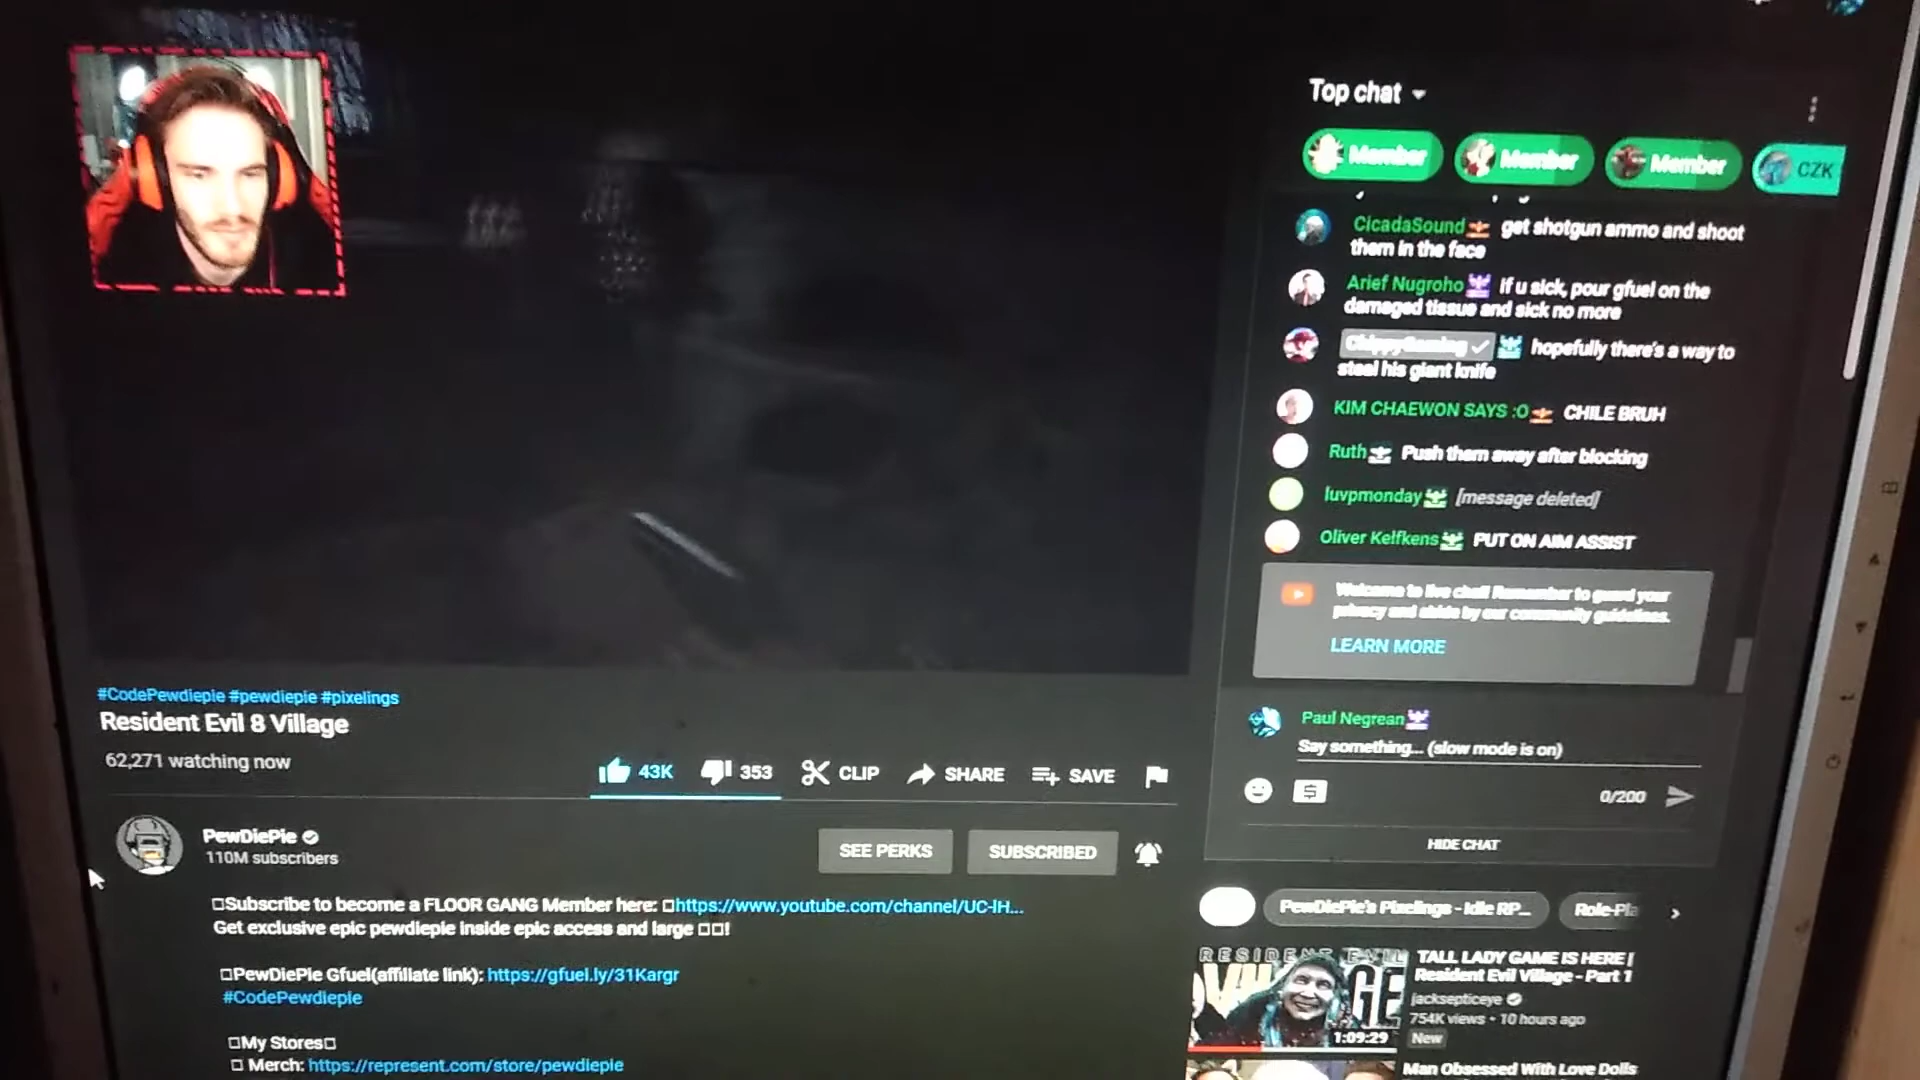 Top chat
Member
Member
Member
CZK
CicadaSound get shotgun ammo and shoot
them in the face
Arief Nugroho if u sick, pour gfuel on the
damaged tissue and sick no more
ChippyGaming hopefully there's a way to
steal his giant knife
KIM CHAEWON SAYS :O CHILE BRUH
Ruth Push them away after blocking
luvpmonday [message deleted]
Oliver Kelfkens PUT ON AIM ASSIST
Welcome to live chat! Remember to guard your
privacy and abide by our community guidelines.
LEARN MORE
Paul Negrean
Say something... (slow mode is on)
0/200
HIDE CHAT
#CodePewdiepie #pewdiepie #pixelings
Resident Evil 8 Village
62,271 watching now
43K
353
CLIP
SHARE
SAVE
PewDiePie
110M subscribers
SEE PERKS
SUBSCRIBED
Subscribe to become a FLOOR GANG Member here: https://www.youtube.com/channel/UC-lH...
Get exclusive epic pewdiepie inside epic access and large !
PewDiePie Gfuel(affiliate link): https://gfuel.ly/31Kargr
#CodePewdiepie
My Stores
Merch: https://represent.com/store/pewdiepie
PewDiePie's Pixelings - Idle RP...
Role-Pla
RESIDENT EVIL
1:09:29
TALL LADY GAME IS HERE |
Resident Evil Village - Part 1
jacksepticeye
754K views • 10 hours ago
New
Man Obsessed With Love Dolls